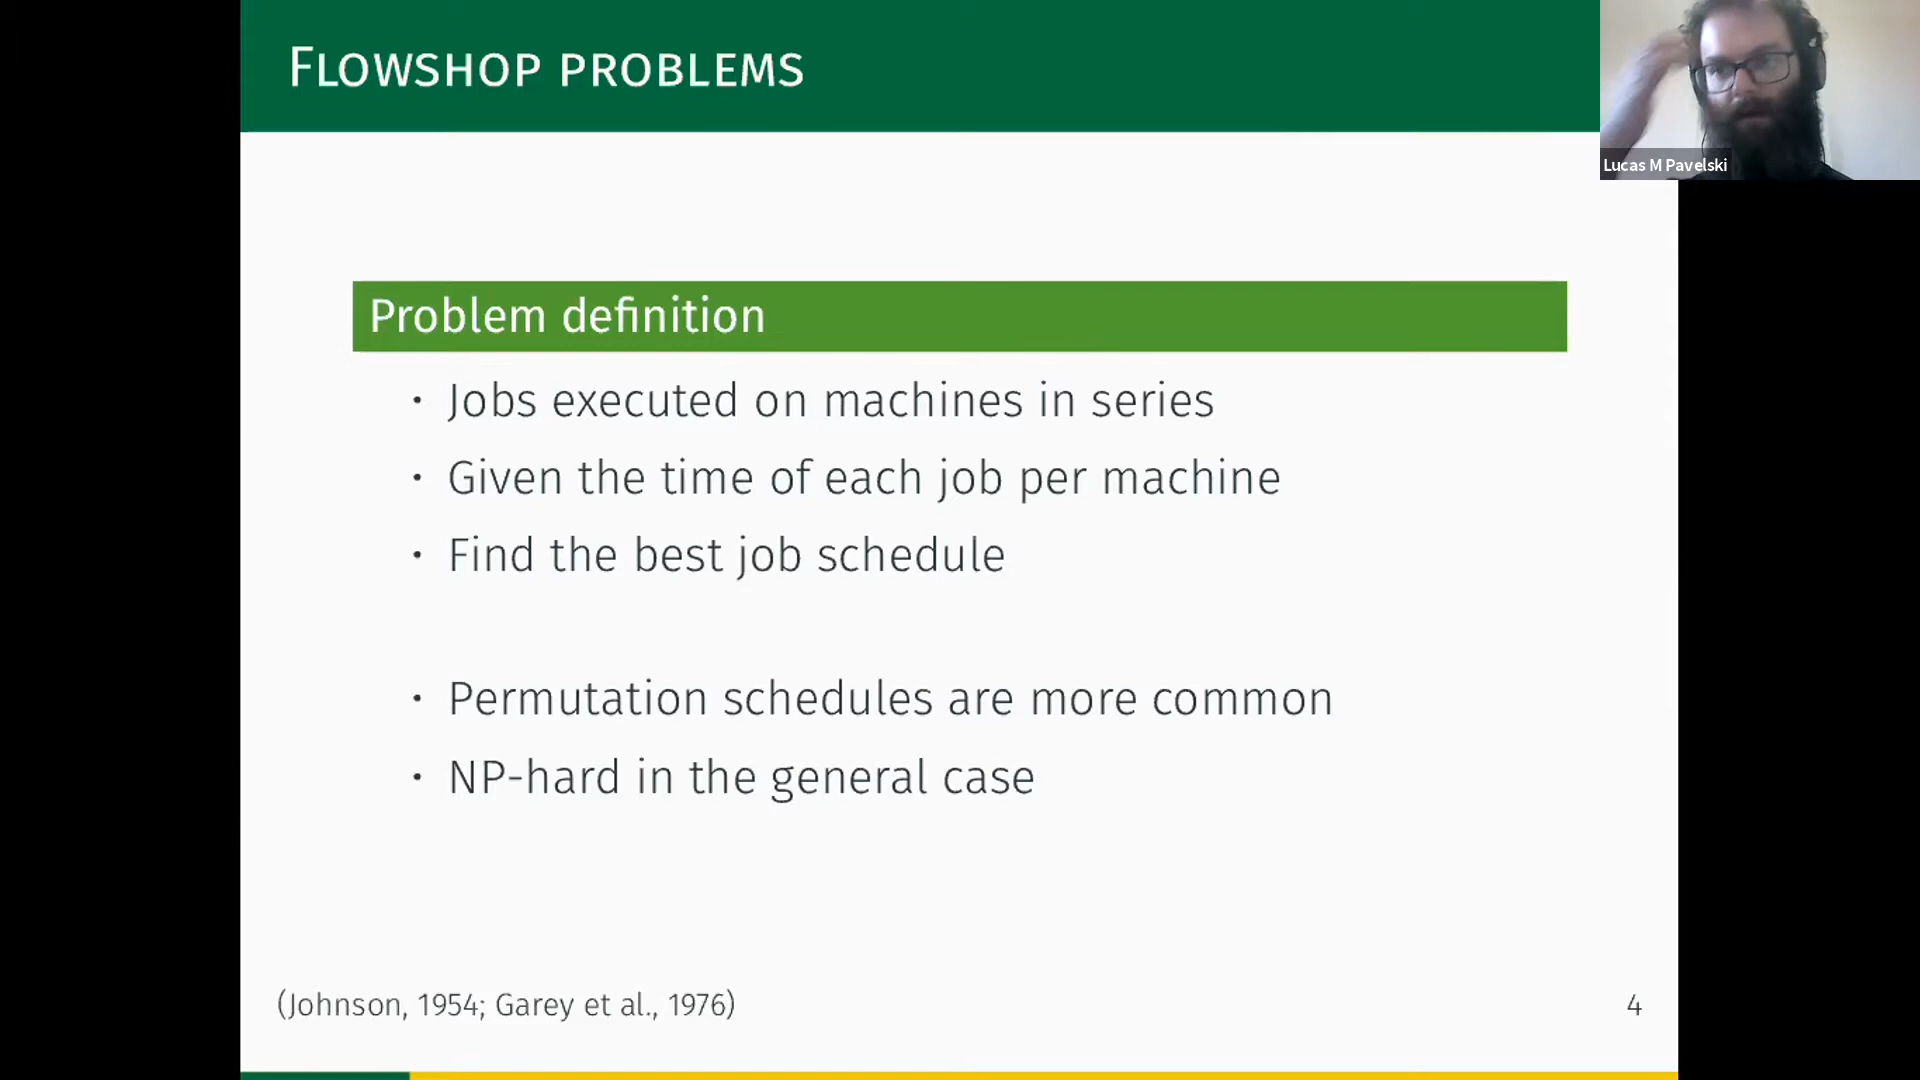 Flowshop problems
Lucas M Pavelski
Problem definition
• Jobs executed on machines in series
• Given the time of each job per machine
• Find the best job schedule
• Permutation schedules are more common
• NP-hard in the general case
(Johnson, 1954; Garey et al., 1976)
4